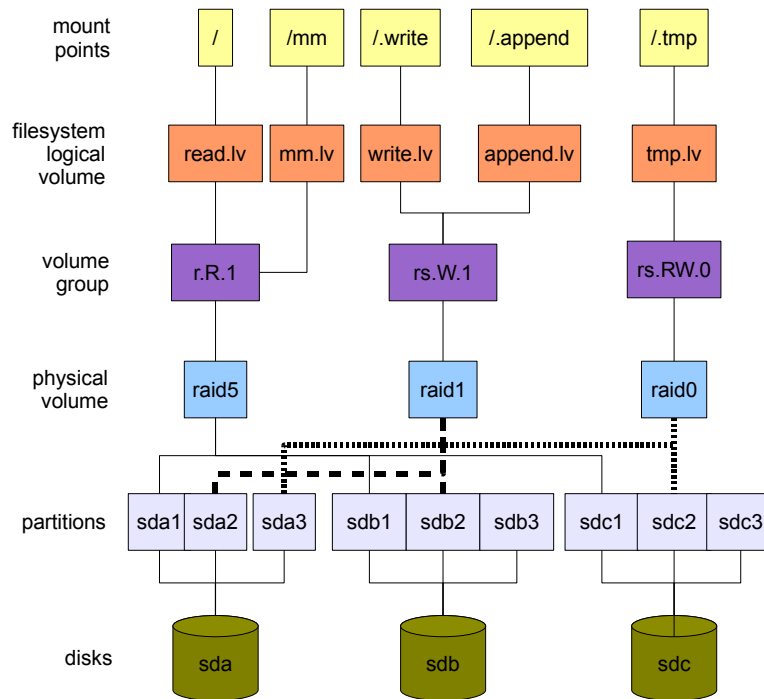 mount
points
/ /mm /.write /.append /.tmp
filesystem
logical
volume
read.lv mm.lv write.lv append.lv tmp.lv
volume
group
r.R.1 rs.W.1 rs.RW.0
physical
volume
raid5 raid1 raid0
partitions
sda1 sda2 sda3 sdb1 sdb2 sdb3 sdc1 sdc2 sdc3
disks
sda sdb sdc